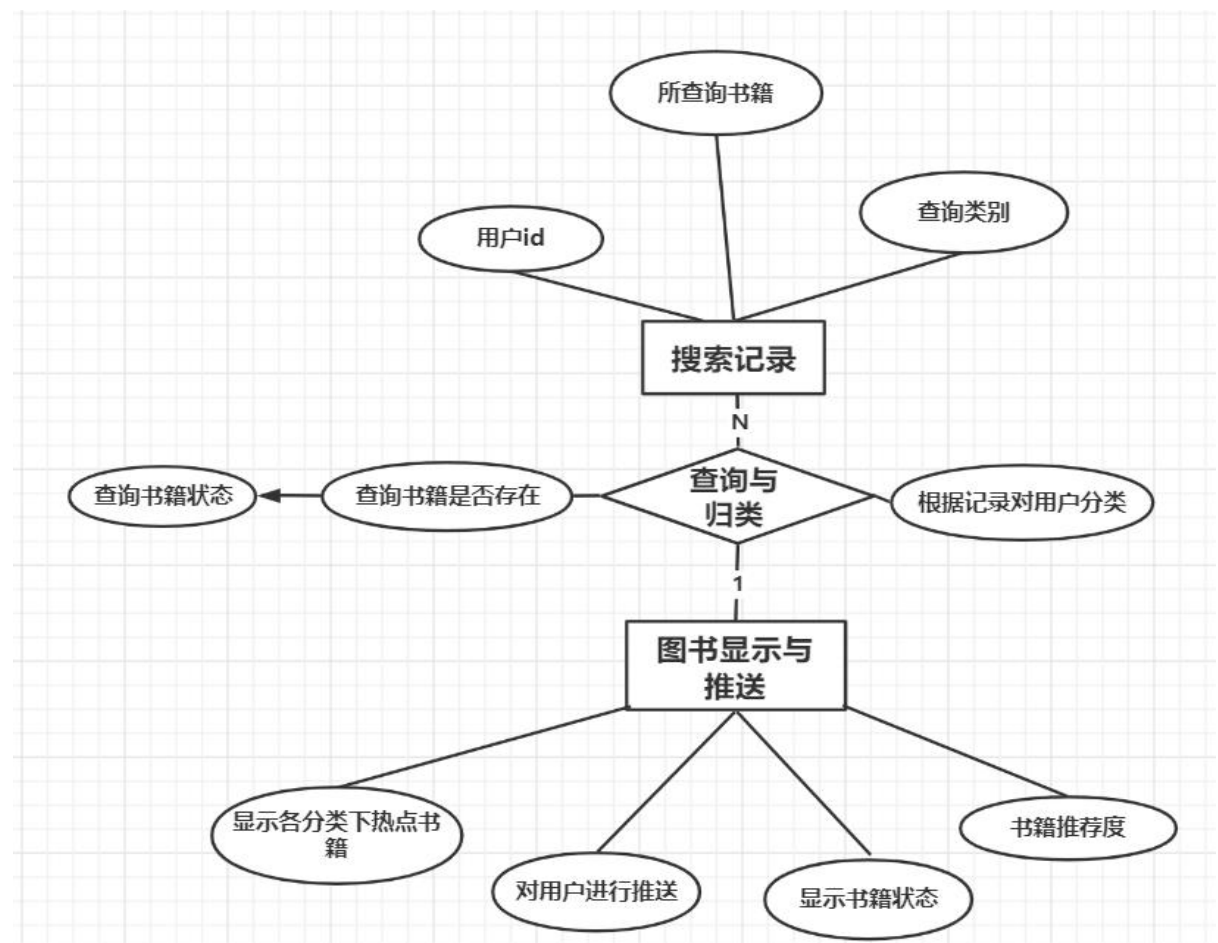 所查询书籍
查询类别
用户id
搜索记录
N
查询与
归类
查询书籍状态
查询书籍是否存在
根据记录对用户分类
1
图书显示与
推送
显示各分类下热点书
籍
书籍推荐度
对用户进行推送
显示书籍状态